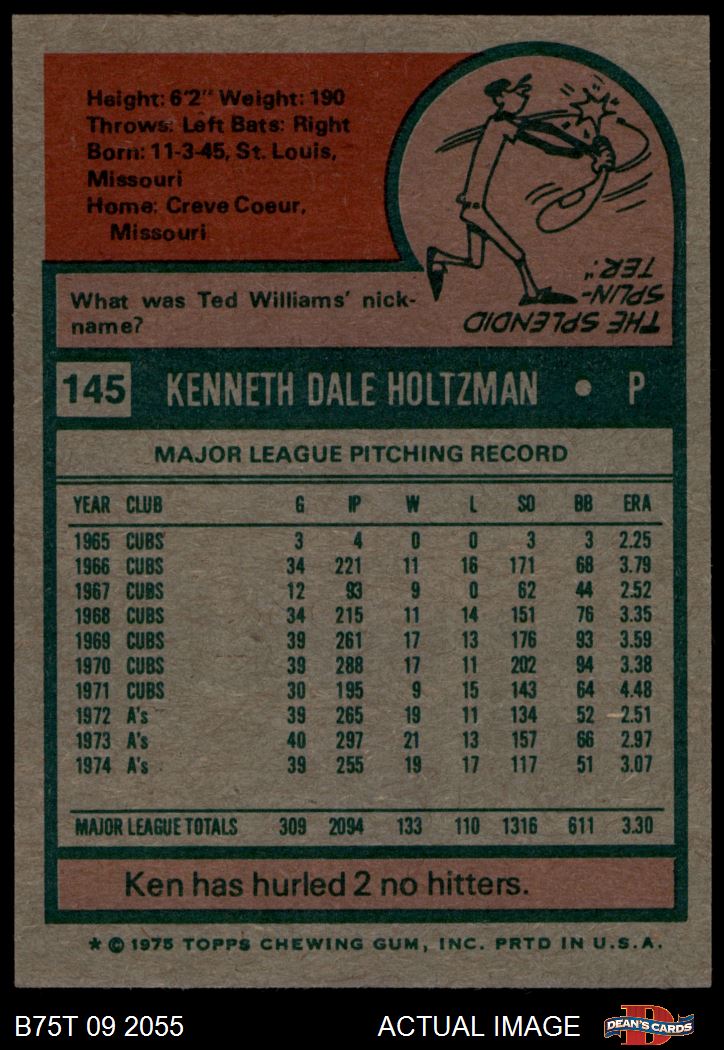 Height: 6'2" Weight: 190
Throws: Left Bats: Right
Born: 11-3-45, St. Louis,
Missouri
Home: Creve Coeur,
Missouri
What was Ted Williams' nick-
name?
THE SPLENDID
SPLIN-
TER."
145 KENNETH DALE HOLTZMAN • P
MAJOR LEAGUE PITCHING RECORD
YEAR CLUB G IP W L SO BB ERA
1965 CUBS 3 4 0 0 3 3 2.25
1966 CUBS 34 221 11 16 171 68 3.79
1967 CUBS 12 93 9 0 62 44 2.52
1968 CUBS 34 215 11 14 151 76 3.35
1969 CUBS 39 261 17 13 176 93 3.59
1970 CUBS 39 288 17 11 202 94 3.38
1971 CUBS 30 195 9 15 143 64 4.48
1972 A's 39 265 19 11 134 52 2.51
1973 A's 40 297 21 13 157 66 2.97
1974 A's 39 255 19 17 117 51 3.07
MAJOR LEAGUE TOTALS 309 2094 133 110 1316 611 3.30
Ken has hurled 2 no hitters.
* © 1975 TOPPS CHEWING GUM, INC. PRTD IN U.S.A.
B75T 09 2055 ACTUAL IMAGE D DEAN'S CARDS